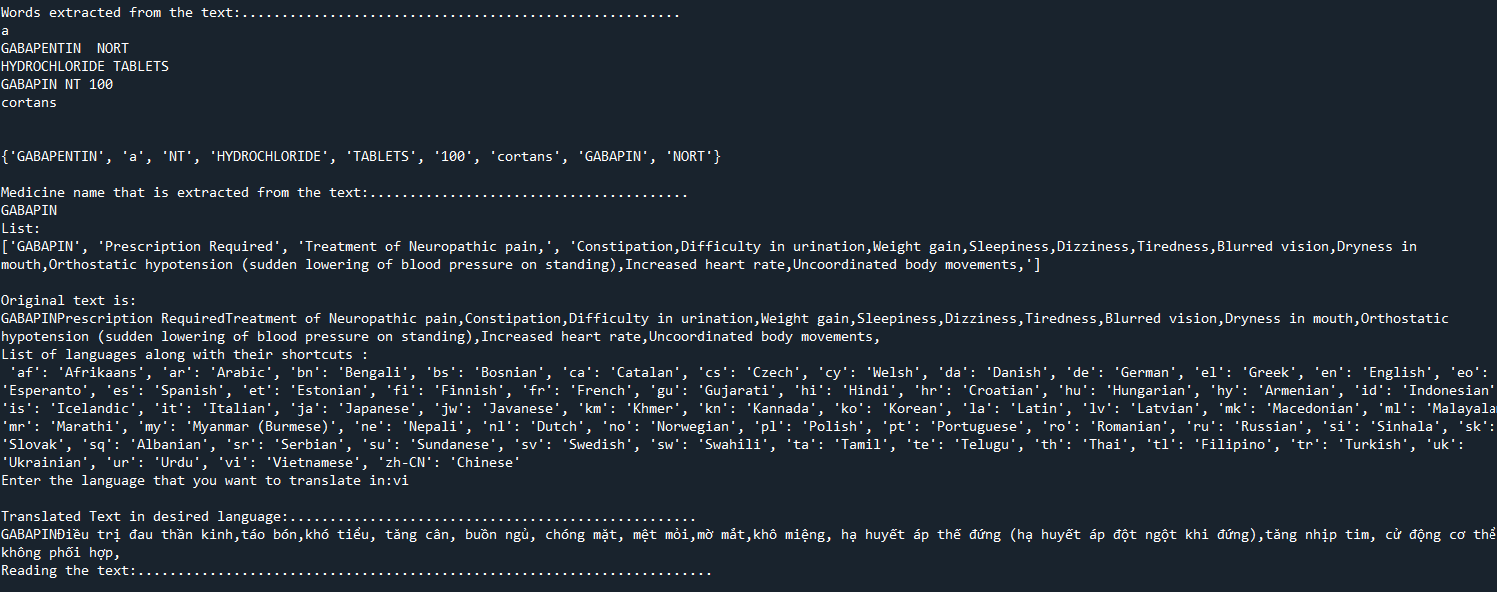 Words extracted from the text:.......................................................
a
GABAPENTIN  NORT
HYDROCHLORIDE TABLETS
GABAPIN NT 100
cortans
{'GABAPENTIN', 'a', 'NT', 'HYDROCHLORIDE', 'TABLETS', '100', 'cortans', 'GABAPIN', 'NORT'}
Medicine name that is extracted from the text:........................................
GABAPIN
List:
['GABAPIN', 'Prescription Required', 'Treatment of Neuropathic pain,', 'Constipation,Difficulty in urination,Weight gain,Sleepiness,Dizziness,Tiredness,Blurred vision,Dryness in
mouth,Orthostatic hypotension (sudden lowering of blood pressure on standing),Increased heart rate,Uncoordinated body movements,']
Original text is:
GABAPINPrescription RequiredTreatment of Neuropathic pain,Constipation,Difficulty in urination,Weight gain,Sleepiness,Dizziness,Tiredness,Blurred vision,Dryness in mouth,Orthostatic
hypotension (sudden lowering of blood pressure on standing),Increased heart rate,Uncoordinated body movements,
List of languages along with their shortcuts :
'af': 'Afrikaans', 'ar': 'Arabic', 'bn': 'Bengali', 'bs': 'Bosnian', 'ca': 'Catalan', 'cs': 'Czech', 'cy': 'Welsh', 'da': 'Danish', 'de': 'German', 'el': 'Greek', 'en': 'English', 'eo':
'Esperanto', 'es': 'Spanish', 'et': 'Estonian', 'fi': 'Finnish', 'fr': 'French', 'gu': 'Gujarati', 'hi': 'Hindi', 'hr': 'Croatian', 'hu': 'Hungarian', 'hy': 'Armenian', 'id': 'Indonesian'
'is': 'Icelandic', 'it': 'Italian', 'ja': 'Japanese', 'jw': 'Javanese', 'km': 'Khmer', 'kn': 'Kannada', 'ko': 'Korean', 'la': 'Latin', 'lv': 'Latvian', 'mk': 'Macedonian', 'ml': 'Malayala
'mr': 'Marathi', 'my': 'Myanmar (Burmese)', 'ne': 'Nepali', 'nl': 'Dutch', 'no': 'Norwegian', 'pl': 'Polish', 'pt': 'Portuguese', 'ro': 'Romanian', 'ru': 'Russian', 'si': 'Sinhala', 'sk':
'Slovak', 'sq': 'Albanian', 'sr': 'Serbian', 'su': 'Sundanese', 'sv': 'Swedish', 'sw': 'Swahili', 'ta': 'Tamil', 'te': 'Telugu', 'th': 'Thai', 'tl': 'Filipino', 'tr': 'Turkish', 'uk':
'Ukrainian', 'ur': 'Urdu', 'vi': 'Vietnamese', 'zh-CN': 'Chinese'
Enter the language that you want to translate in:vi
Translated Text in desired language:...................................................
GABAPINĐiều trị đau thần kinh,táo bón,khó tiểu, tăng cân, buồn ngủ, chóng mặt, mệt mỏi,mờ mắt,khô miệng, hạ huyết áp thế đứng (hạ huyết áp đột ngột khi đứng),tăng nhịp tim, cử động cơ thể
không phối hợp,
Reading the text:........................................................................